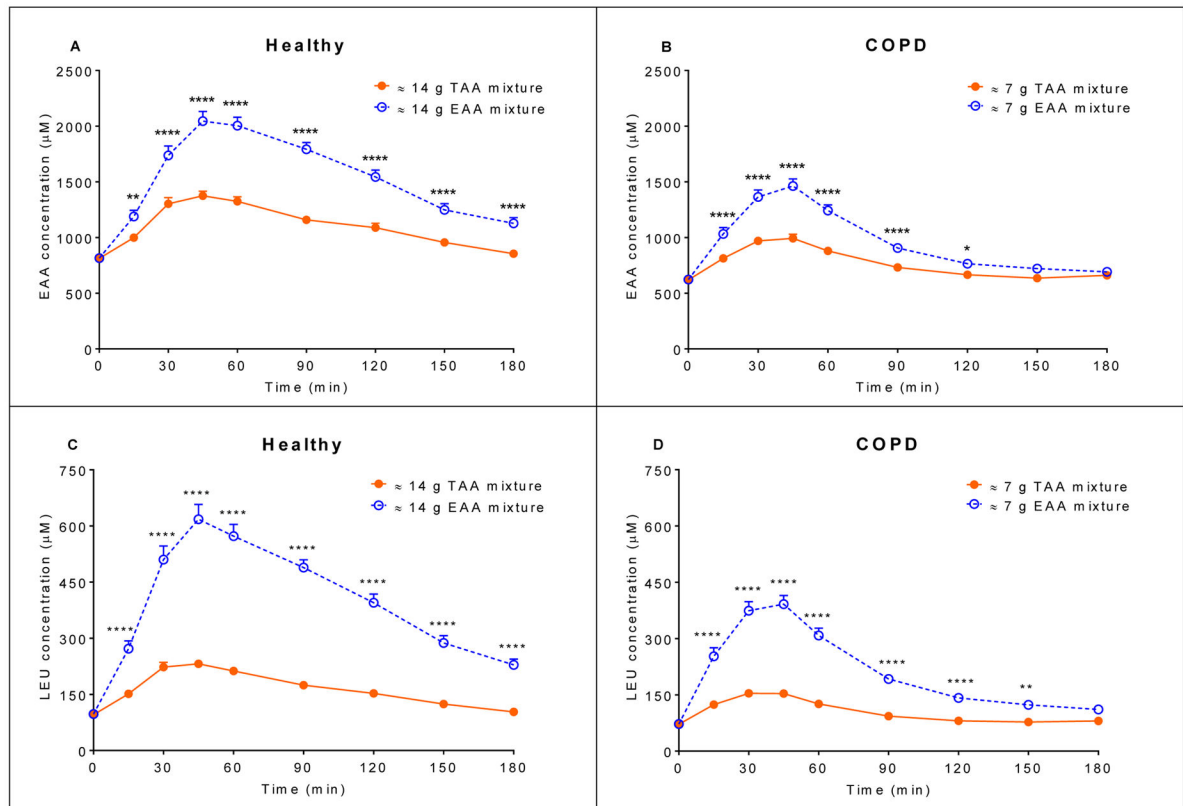 A Healthy
≈ 14 g TAA mixture
≈ 14 g EAA mixture
EAA concentration (μM)
2500
2000
1500
1000
500
0
** **** **** **** **** **** **** ****
0 30 60 90 120 150 180
Time (min)
B COPD
≈ 7 g TAA mixture
≈ 7 g EAA mixture
EAA concentration (μM)
2500
2000
1500
1000
500
0
**** **** **** **** **** *
0 30 60 90 120 150 180
Time (min)
C Healthy
≈ 14 g TAA mixture
≈ 14 g EAA mixture
LEU concentration (μM)
750
600
450
300
150
0
**** **** **** **** **** **** **** ****
0 30 60 90 120 150 180
Time (min)
D COPD
≈ 7 g TAA mixture
≈ 7 g EAA mixture
LEU concentration (μM)
750
600
450
300
150
0
**** **** **** **** **** **** **
0 30 60 90 120 150 180
Time (min)